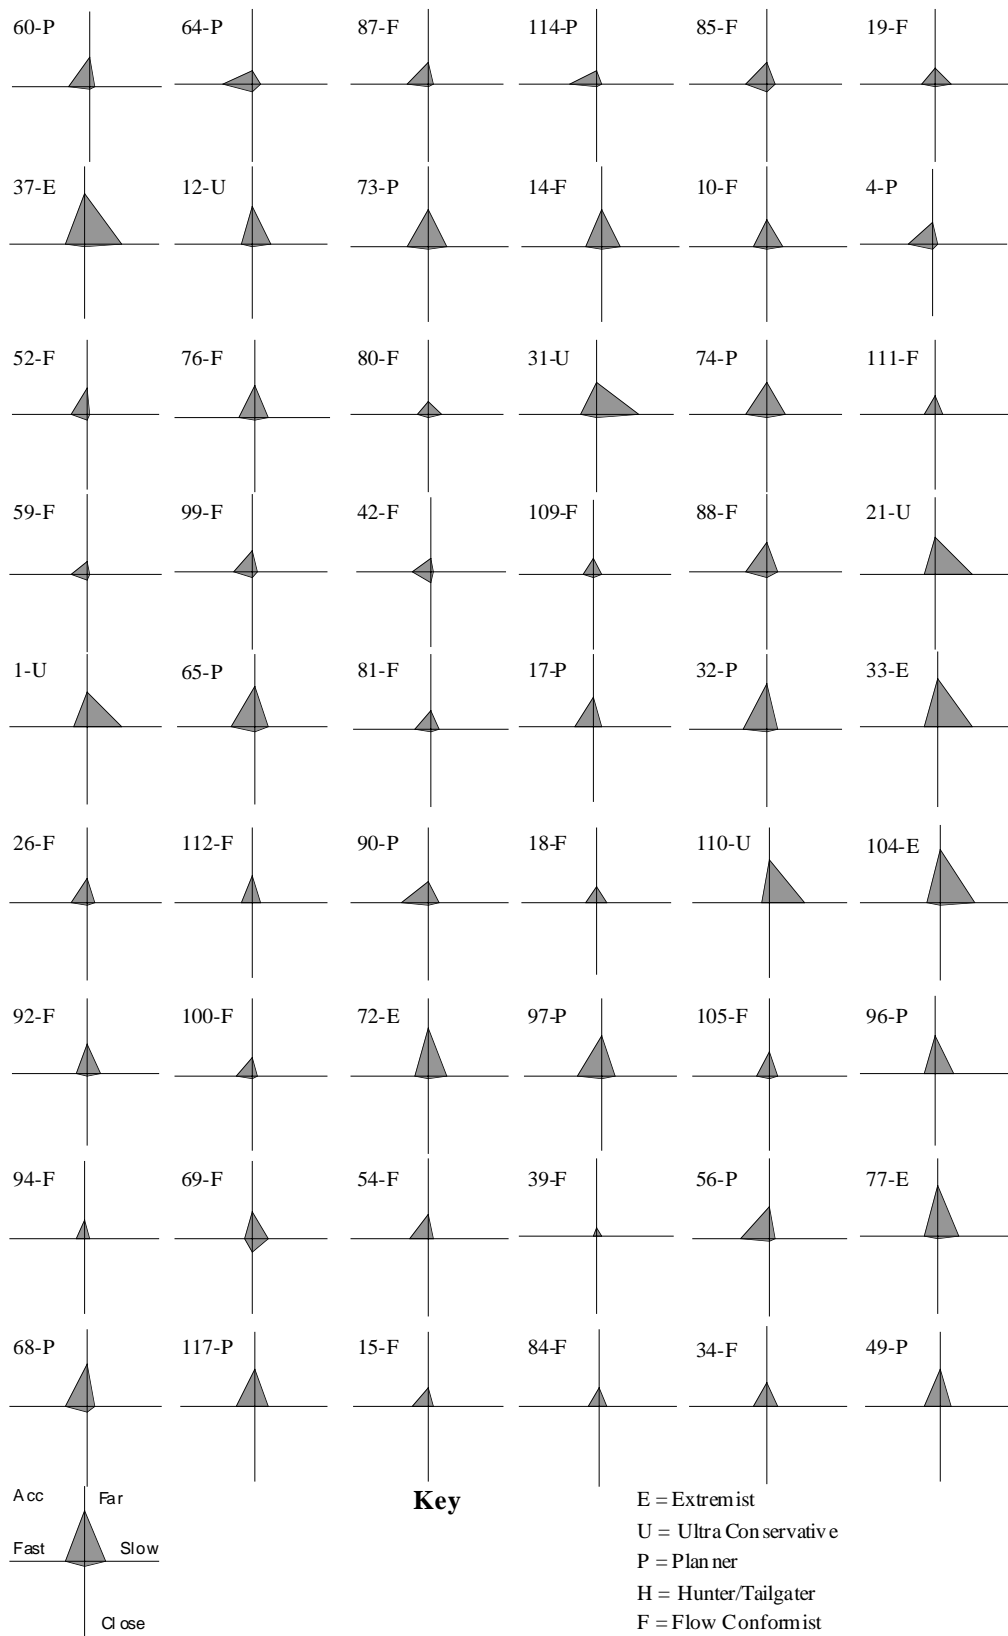 60-P 64-P 87-F 114-P 85-F 19-F
37-E 12-U 73-P 14-F 10-F 4-P
52-F 76-F 80-F 31-U 74-P 111-F
59-F 99-F 42-F 109-F 88-F 21-U
1-U 65-P 81-F 17-P 32-P 33-E
26-F 112-F 90-P 18-F 110-U 104-E
92-F 100-F 72-E 97-P 105-F 96-P
94-F 69-F 54-F 39-F 56-P 77-E
68-P 117-P 15-F 84-F 34-F 49-P
Acc Far
Fast Slow
Close
Key
E = Extremist
U = Ultra Conservative
P = Planner
H = Hunter/Tailgater
F = Flow Conformist